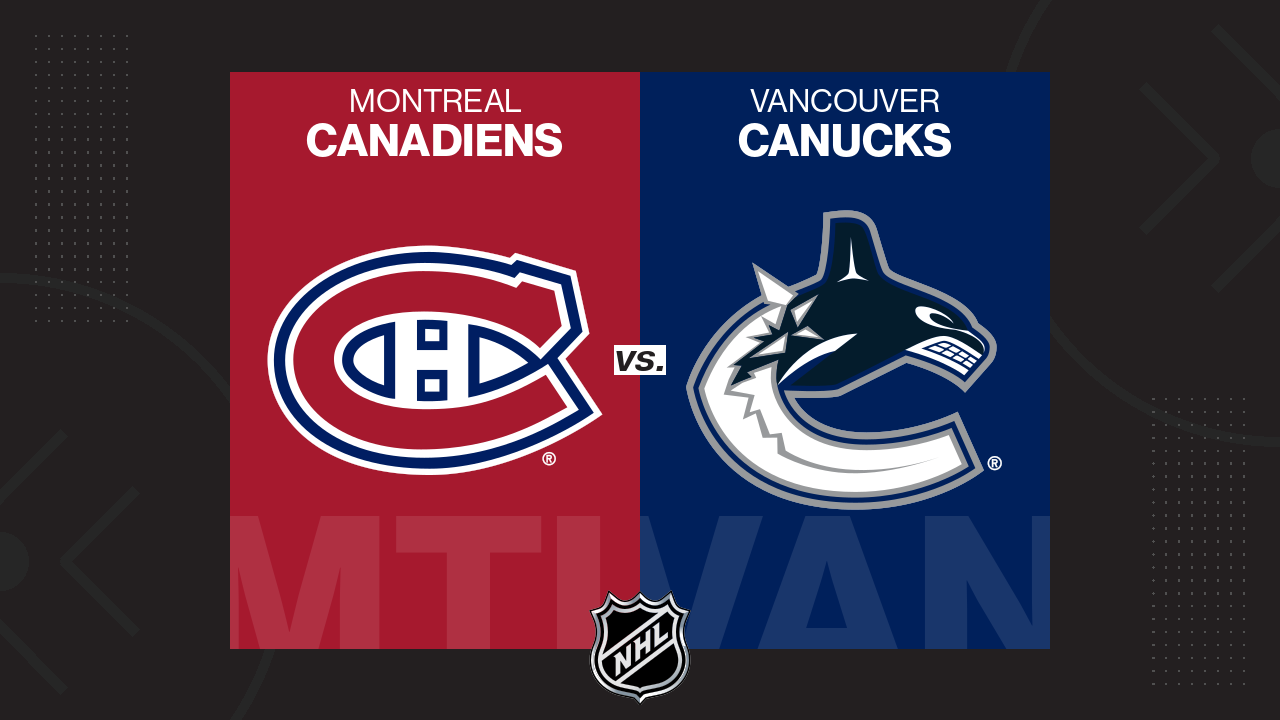 MONTREAL
CANADIENS
VANCOUVER
CANUCKS
vs.
®
®
MTL
VAN
NHL